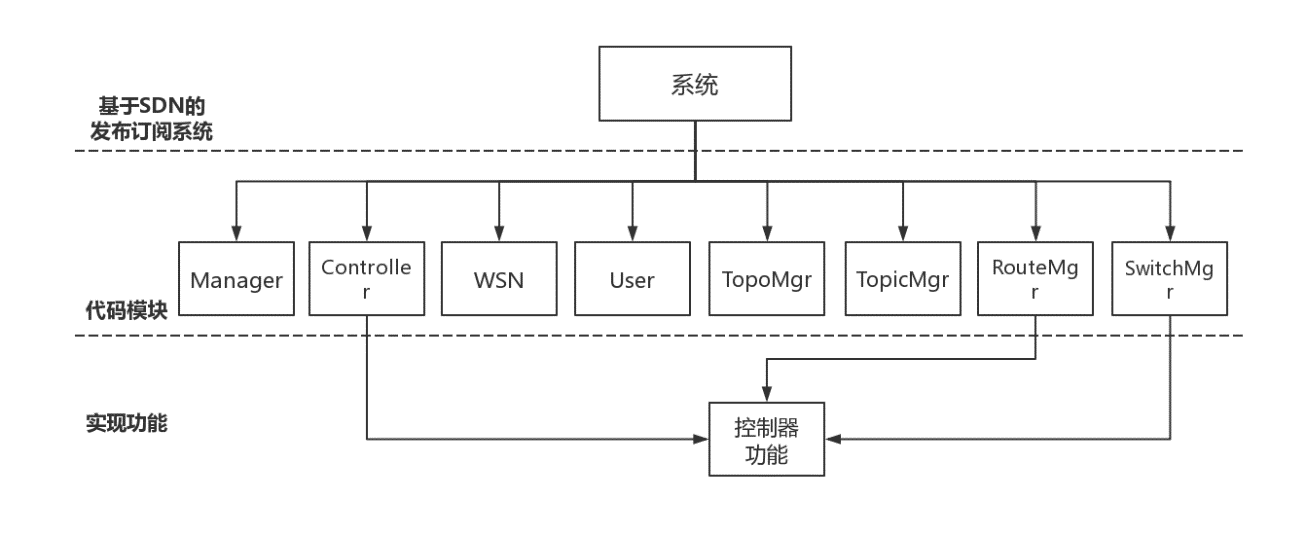 系统
基于SDN的
发布订阅系统
Manager
Controlle
r
WSN
User
TopoMgr
TopicMgr
RouteMg
r
SwitchMg
r
代码模块
实现功能
控制器
功能